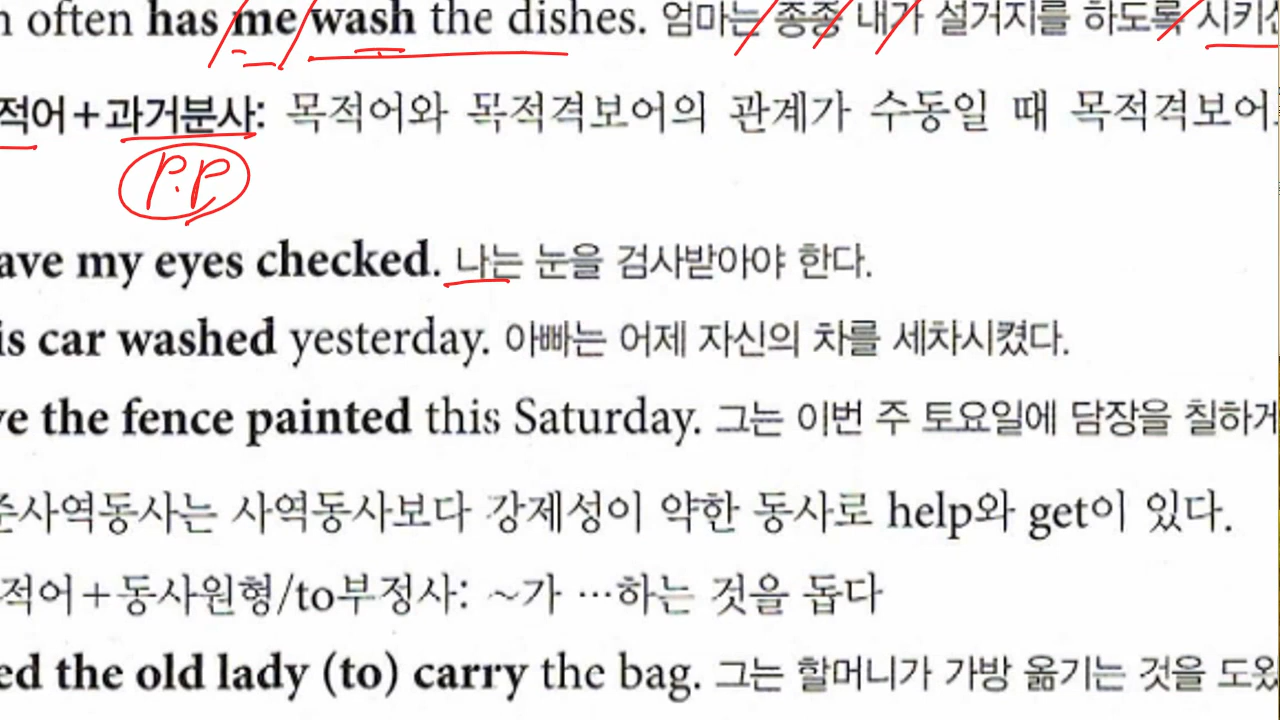 often has me wash the dishes. 엄마는 종종 내가 설거지를 하도록 시키신
적어+과거분사: 목적어와 목적격보어의 관계가 수동일 때 목적격보어
p.p
ave my eyes checked. 나는 눈을 검사받아야 한다.
is car washed yesterday. 아빠는 어제 자신의 차를 세차시켰다.
ve the fence painted this Saturday. 그는 이번 주 토요일에 담장을 칠하게
준사역동사는 사역동사보다 강제성이 약한 동사로 help와 get이 있다.
적어+동사원형/to부정사: ~가 …하는 것을 돕다
ed the old lady (to) carry the bag. 그는 할머니가 가방 옮기는 것을 도왔